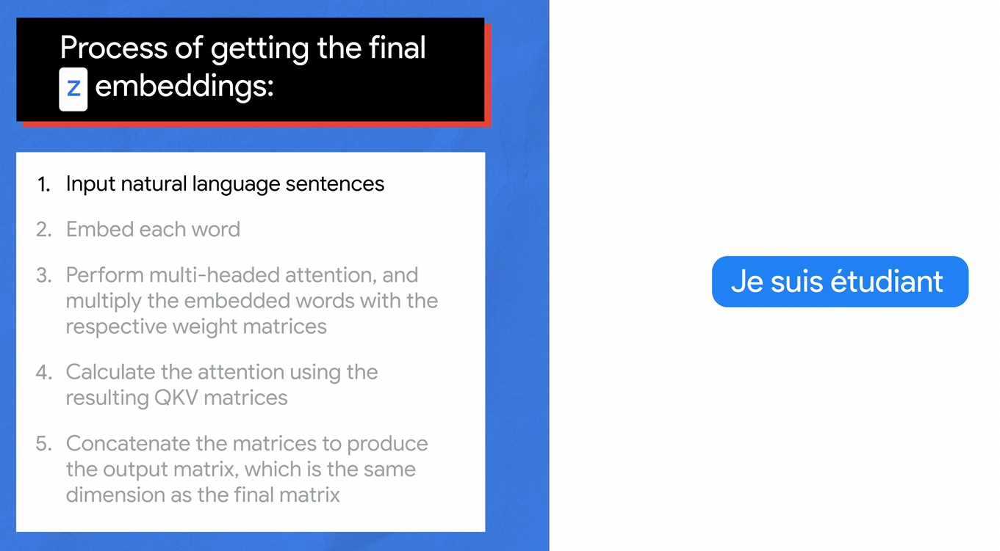 Process of getting the final
z embeddings:
1. Input natural language sentences
2. Embed each word
3. Perform multi-headed attention, and
multiply the embedded words with the
respective weight matrices
4. Calculate the attention using the
resulting QKV matrices
5. Concatenate the matrices to produce
the output matrix, which is the same
dimension as the final matrix
Je suis étudiant